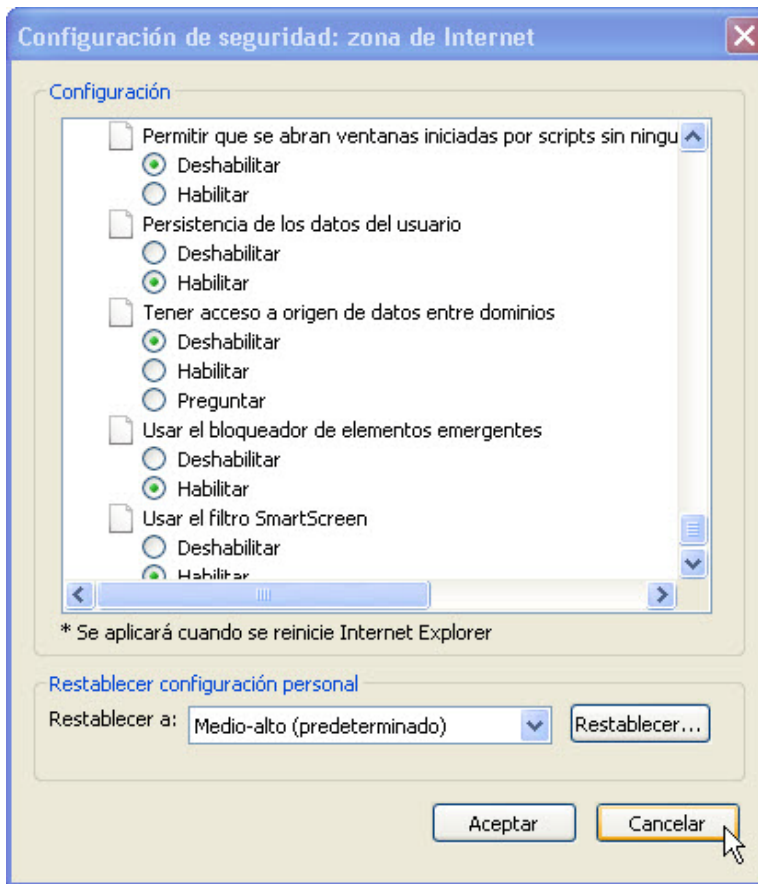 Configuración de seguridad: zona de Internet
Configuración
Permitir que se abran ventanas iniciadas por scripts sin ningu
Deshabilitar
Habilitar
Persistencia de los datos del usuario
Deshabilitar
Habilitar
Tener acceso a origen de datos entre dominios
Deshabilitar
Habilitar
Preguntar
Usar el bloqueador de elementos emergentes
Deshabilitar
Habilitar
Usar el filtro SmartScreen
Deshabilitar
Habilitar
* Se aplicará cuando se reinicie Internet Explorer
Restablecer configuración personal
Restablecer a: Medio-alto (predeterminado) Restablecer...
Aceptar Cancelar